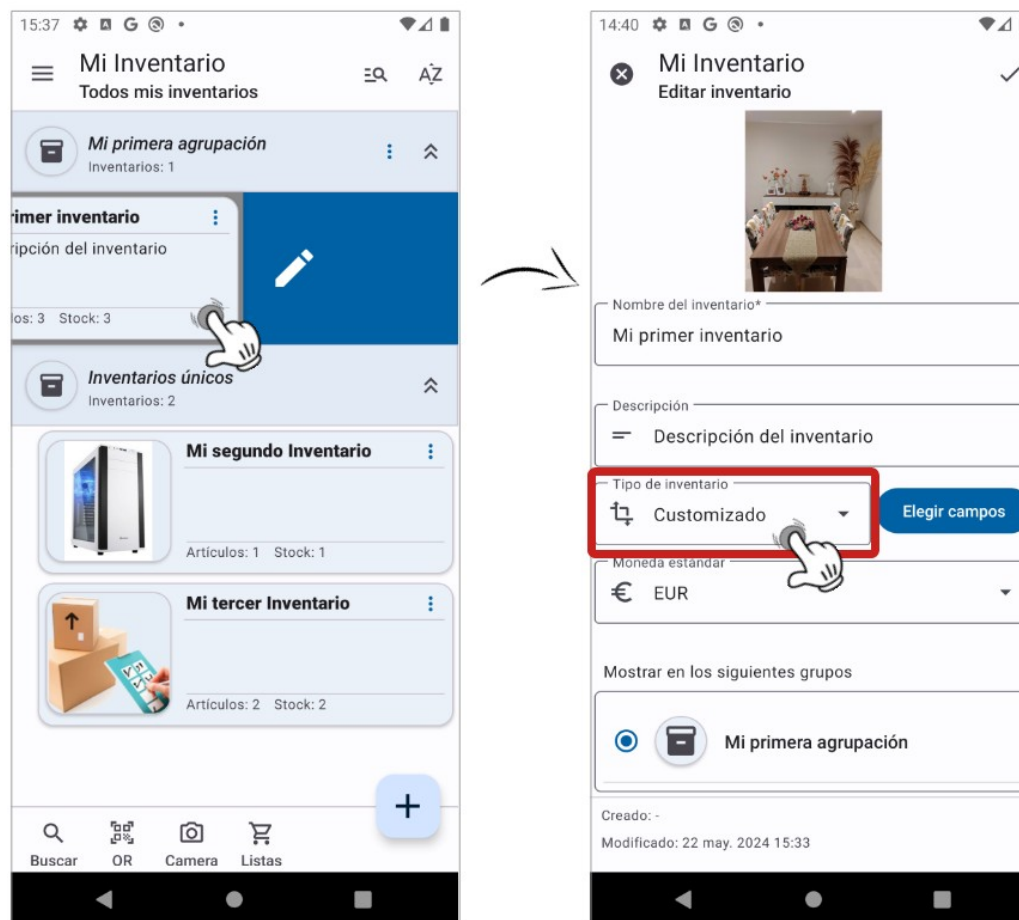 15:37
Mi Inventario
Todos mis inventarios
Mi primera agrupación
Inventarios: 1
rimer inventario
ripción del inventario
los: 3 Stock: 3
Inventarios únicos
Inventarios: 2
Mi segundo Inventario
Artículos: 1 Stock: 1
Mi tercer Inventario
Artículos: 2 Stock: 2
Buscar
QR
Camera
Listas
14:40
Mi Inventario
Editar inventario
Nombre del inventario*
Mi primer inventario
Descripción
Descripción del inventario
Tipo de inventario
Customizado
Elegir campos
Moneda estándar
€ EUR
Mostrar en los siguientes grupos
Mi primera agrupación
Creado: -
Modificado: 22 may. 2024 15:33